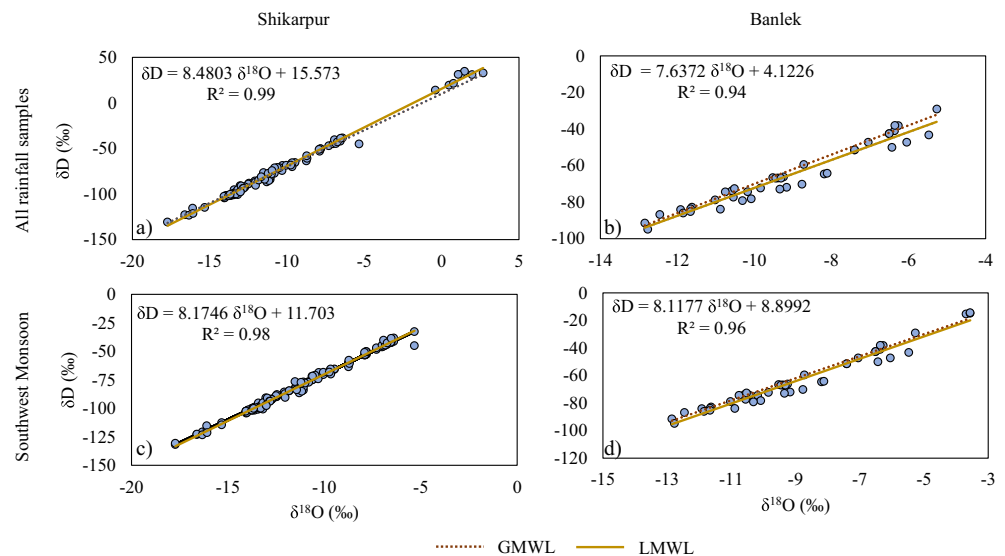 Shikarpur
Banlek
All rainfall samples
δD (‰)
50
0
-50
-100
-150
δD = 8.4803 δ¹⁸O + 15.573
R² = 0.99
a)
-20
-15
-10
-5
0
5
0
-20
-40
-60
-80
-100
δD = 7.6372 δ¹⁸O + 4.1226
R² = 0.94
b)
-14
-12
-10
-8
-6
-4
Southwest Monsoon
δD (‰)
0
-25
-50
-75
-100
-125
-150
δD = 8.1746 δ¹⁸O + 11.703
R² = 0.98
c)
-20
-15
-10
-5
0
δ¹⁸O (‰)
0
-20
-40
-60
-80
-100
-120
δD = 8.1177 δ¹⁸O + 8.8992
R² = 0.96
d)
-15
-13
-11
-9
-7
-5
-3
δ¹⁸O (‰)
GMWL
LMWL